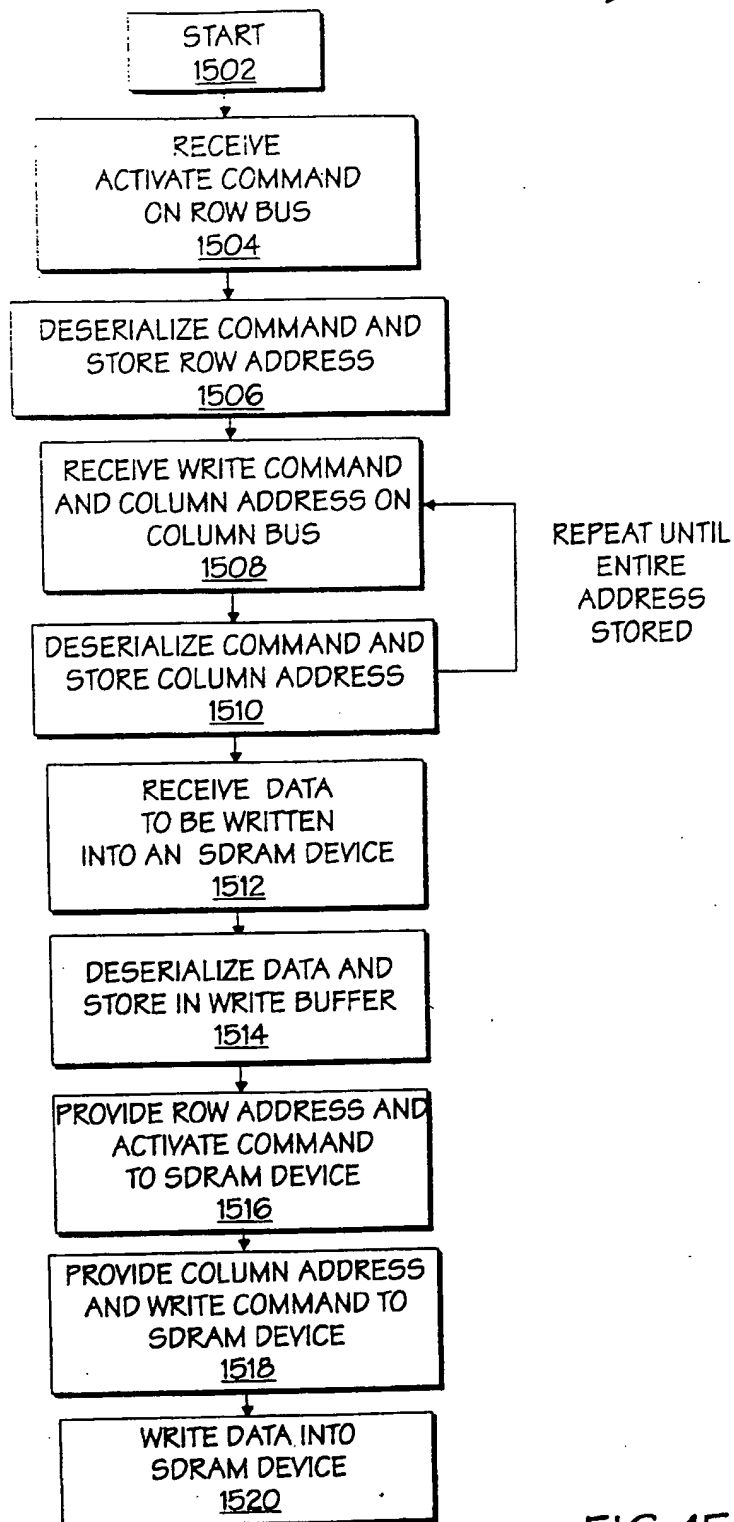 START
1502
RECEIVE
ACTIVATE COMMAND
ON ROW BUS
1504
DESERIALIZE COMMAND AND
STORE ROW ADDRESS
1506
RECEIVE WRITE COMMAND
AND COLUMN ADDRESS ON
COLUMN BUS
1508
REPEAT UNTIL
ENTIRE
ADDRESS
STORED
DESERIALIZE COMMAND AND
STORE COLUMN ADDRESS
1510
RECEIVE DATA
TO BE WRITTEN
INTO AN SDRAM DEVICE
1512
DESERIALIZE DATA AND
STORE IN WRITE BUFFER
1514
PROVIDE ROW ADDRESS AND
ACTIVATE COMMAND
TO SDRAM DEVICE
1516
PROVIDE COLUMN ADDRESS
AND WRITE COMMAND TO
SDRAM DEVICE
1518
WRITE DATA INTO
SDRAM DEVICE
1520